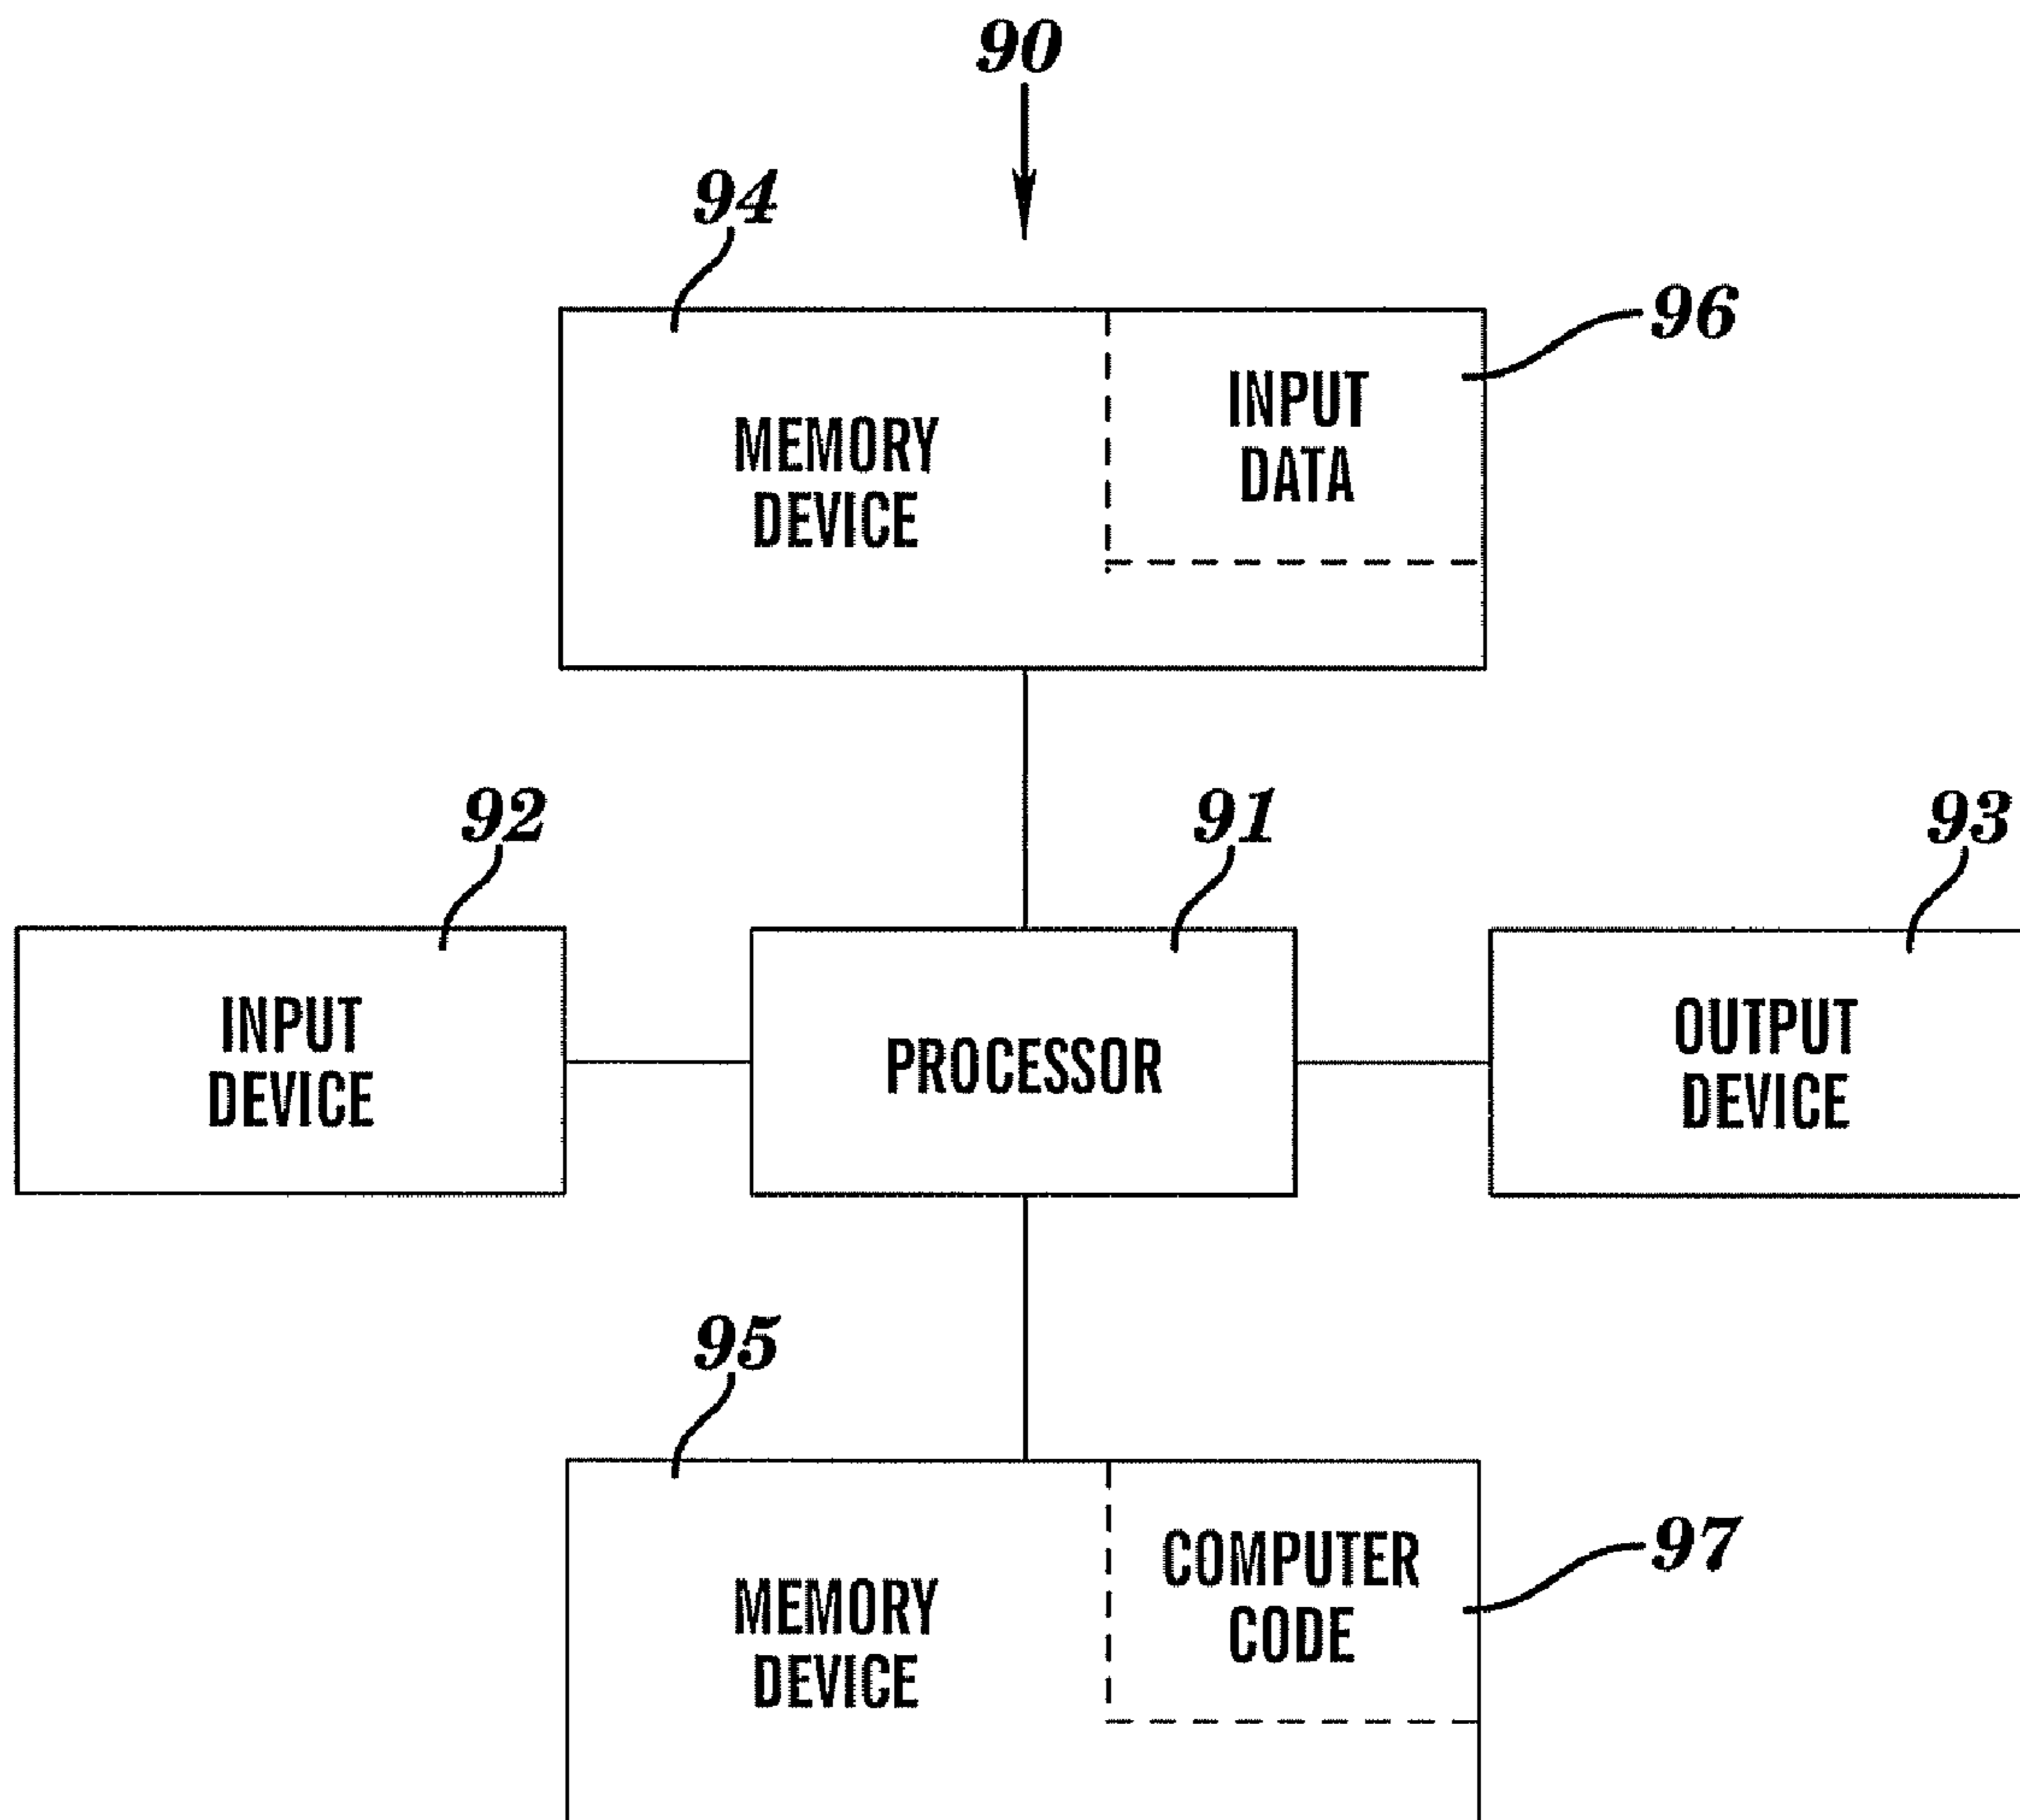 90
94
96
MEMORY
DEVICE
INPUT
DATA
92
91
93
INPUT
DEVICE
PROCESSOR
OUTPUT
DEVICE
95
97
MEMORY
DEVICE
COMPUTER
CODE